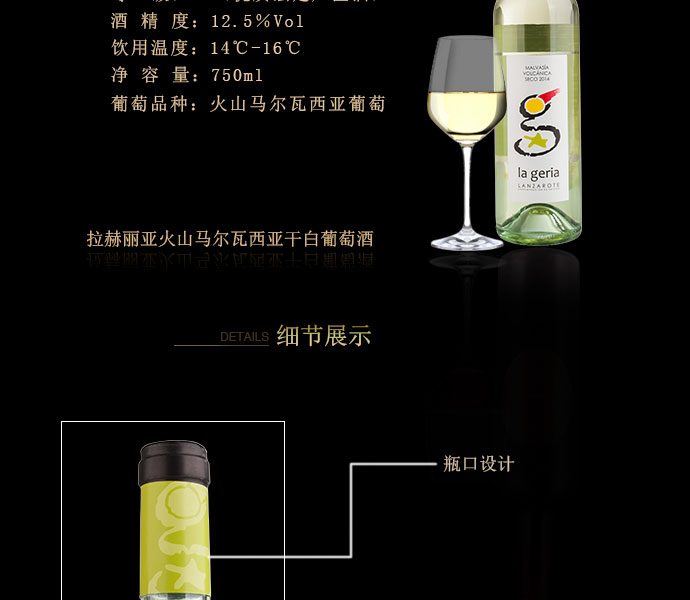 酒 精 度：12.5%Vol
饮用温度：14℃-16℃
净 容 量：750ml
葡萄品种：火山马尔瓦西亚葡萄
MALVASÍA
VOLCÁNICA
SECO 2014
la geria
LANZAROTE
拉赫丽亚火山马尔瓦西亚干白葡萄酒
DETAILS 细节展示
瓶口设计